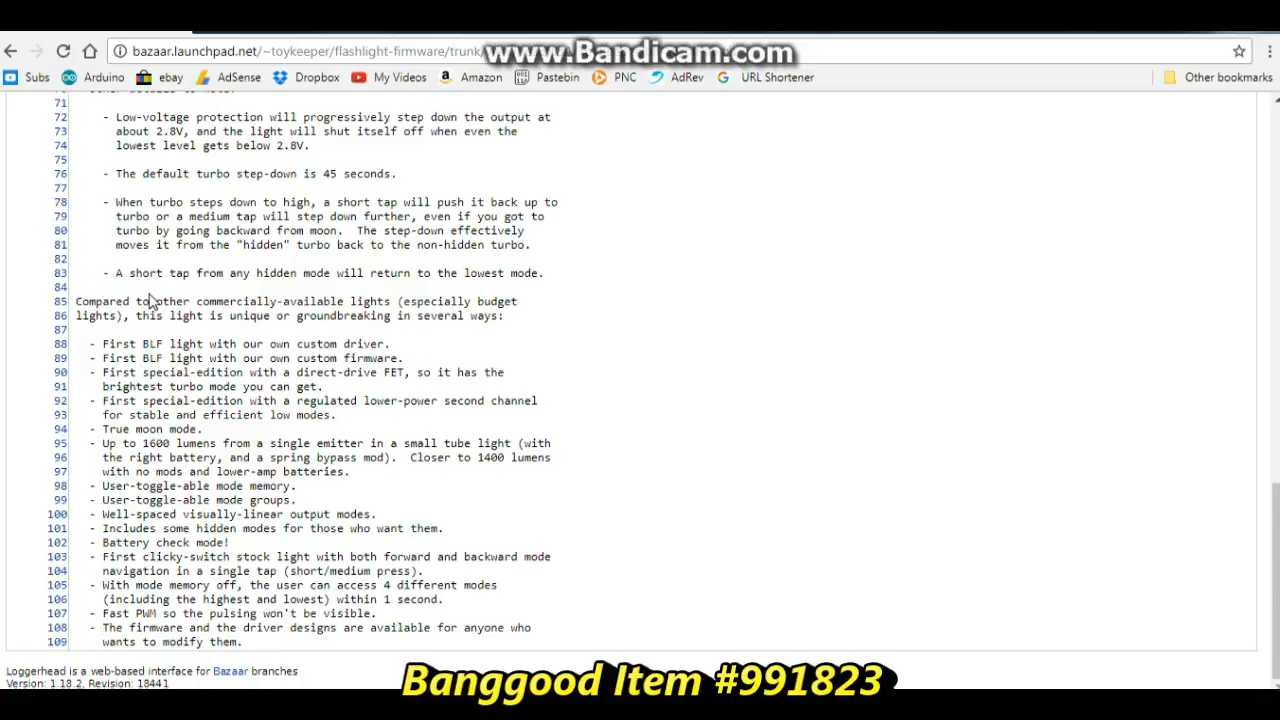 bazaar.launchpad.net/~toykeeper/flashlight-firmware/trunk/
www.Bandicam.com
Subs Arduino ebay AdSense Dropbox My Videos Amazon Pastebin PNC AdRev URL Shortener Other bookmarks
71
72 - Low-voltage protection will progressively step down the output at
73 about 2.8V, and the light will shut itself off when even the
74 lowest level gets below 2.8V.
75
76 - The default turbo step-down is 45 seconds.
77
78 - When turbo steps down to high, a short tap will push it back up to
79 turbo or a medium tap will step down further, even if you got to
80 turbo by going backward from moon. The step-down effectively
81 moves it from the "hidden" turbo back to the non-hidden turbo.
82
83 - A short tap from any hidden mode will return to the lowest mode.
84
85 Compared to other commercially-available lights (especially budget
86 lights), this light is unique or groundbreaking in several ways:
87
88 - First BLF light with our own custom driver.
89 - First BLF light with our own custom firmware.
90 - First special-edition with a direct-drive FET, so it has the
91 brightest turbo mode you can get.
92 - First special-edition with a regulated lower-power second channel
93 for stable and efficient low modes.
94 - True moon mode.
95 - Up to 1600 lumens from a single emitter in a small tube light (with
96 the right battery, and a spring bypass mod). Closer to 1400 lumens
97 with no mods and lower-amp batteries.
98 - User-toggle-able mode memory.
99 - User-toggle-able mode groups.
100 - Well-spaced visually-linear output modes.
101 - Includes some hidden modes for those who want them.
102 - Battery check mode!
103 - First clicky-switch stock light with both forward and backward mode
104 navigation in a single tap (short/medium press).
105 - With mode memory off, the user can access 4 different modes
106 (including the highest and lowest) within 1 second.
107 - Fast PWM so the pulsing won't be visible.
108 - The firmware and the driver designs are available for anyone who
109 wants to modify them.
Loggerhead is a web-based interface for Bazaar branches
Version: 1.18.2, Revision: 18441
Banggood Item #991823